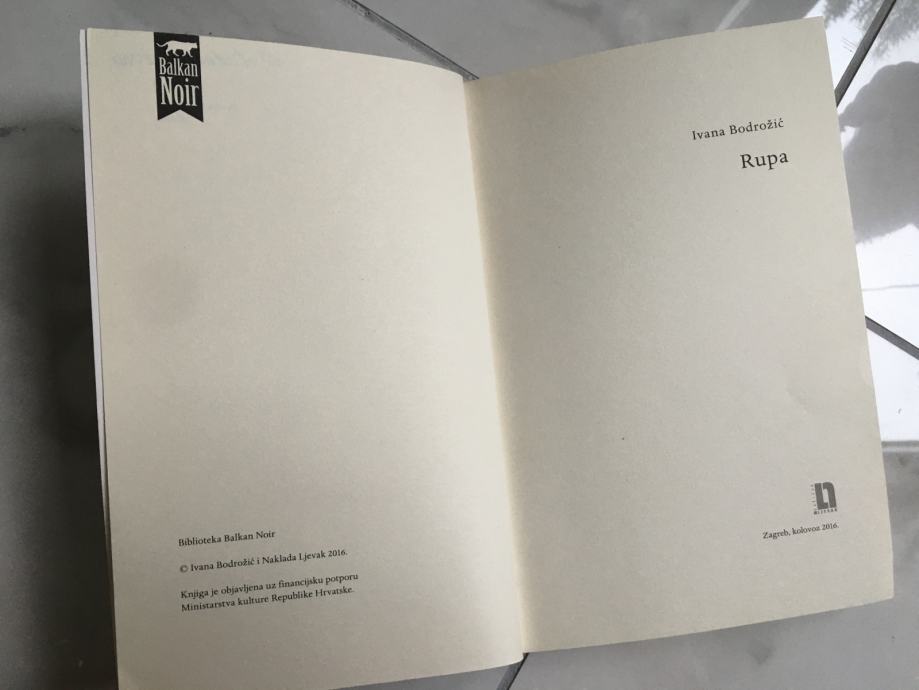 Balkan
Noir
Biblioteka Balkan Noir
© Ivana Bodrožić i Naklada Ljevak 2016.
Knjiga je objavljena uz financijsku potporu
Ministarstva kulture Republike Hrvatske.
Ivana Bodrožić
Rupa
LJEVAK
Zagreb, kolovoz 2016.